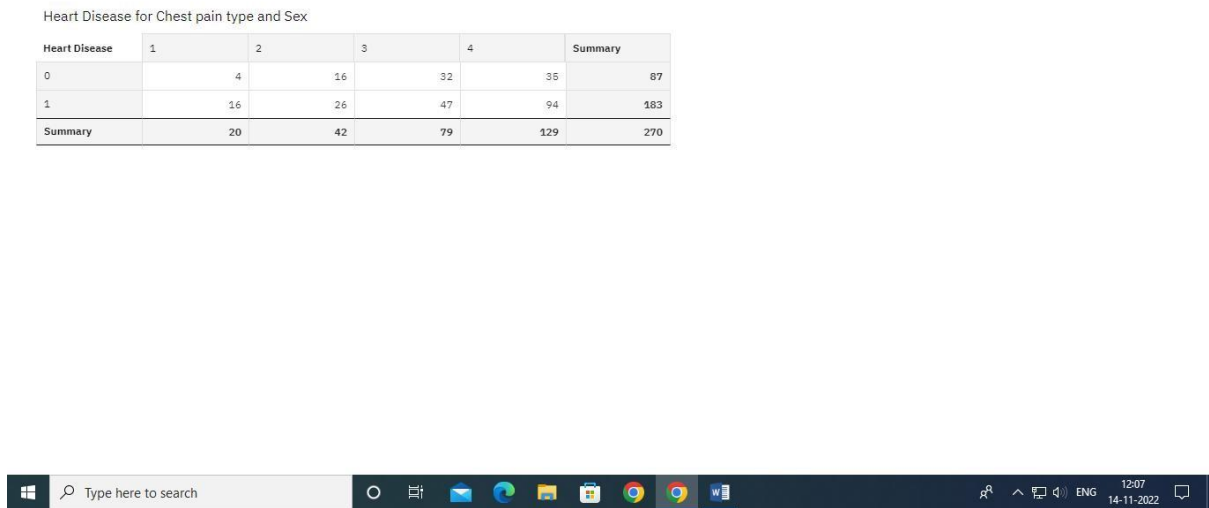 Heart Disease for Chest pain type and Sex
Heart Disease 1 2 3 4 Summary
0 4 16 32 35 87
1 16 26 47 94 183
Summary 20 42 79 129 270
Type here to search
W
ENG
12:07
14-11-2022